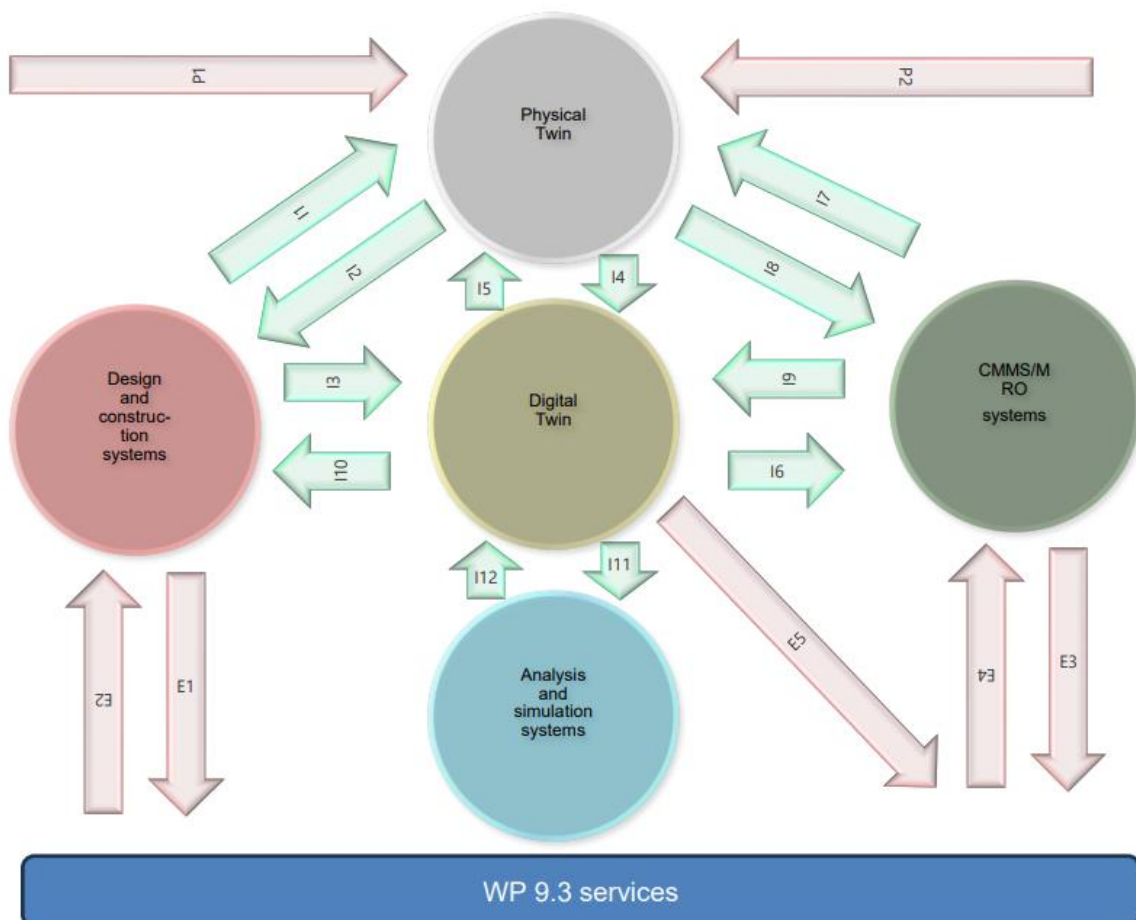 P1
P2
Physical
Twin
I1
I2
I7
I8
I5
I4
Design
and
construc-
tion
systems
I3
I10
Digital
Twin
I9
I6
CMMS/M
RO
systems
I12
I11
E2
E1
Analysis
and
simulation
systems
E5
E4
E3
WP 9.3 services